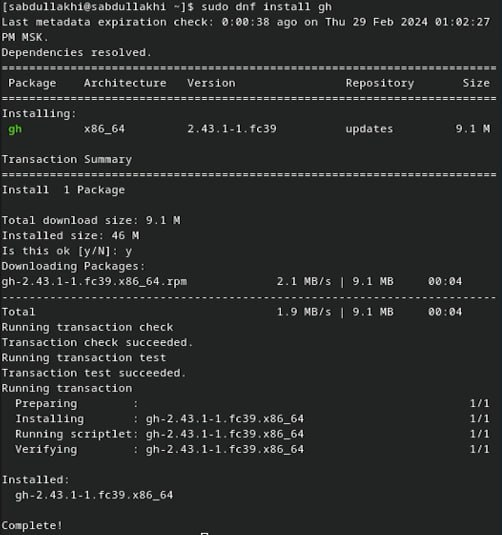 [sabdullakhi@sabdullakhi ~]$ sudo dnf install gh
Last metadata expiration check: 0:00:38 ago on Thu 29 Feb 2024 01:02:27
PM MSK.
Dependencies resolved.
================================================================================
Package Architecture Version Repository Size
================================================================================
Installing:
gh x86_64 2.43.1-1.fc39 updates 9.1 M
Transaction Summary
================================================================================
Install 1 Package
Total download size: 9.1 M
Installed size: 46 M
Is this ok [y/N]: y
Downloading Packages:
gh-2.43.1-1.fc39.x86_64.rpm 2.1 MB/s | 9.1 MB 00:04
--------------------------------------------------------------------------------
Total 1.9 MB/s | 9.1 MB 00:04
Running transaction check
Transaction check succeeded.
Running transaction test
Transaction test succeeded.
Running transaction
Preparing : 1/1
Installing : gh-2.43.1-1.fc39.x86_64 1/1
Running scriptlet: gh-2.43.1-1.fc39.x86_64 1/1
Verifying : gh-2.43.1-1.fc39.x86_64 1/1
Installed:
gh-2.43.1-1.fc39.x86_64
Complete!